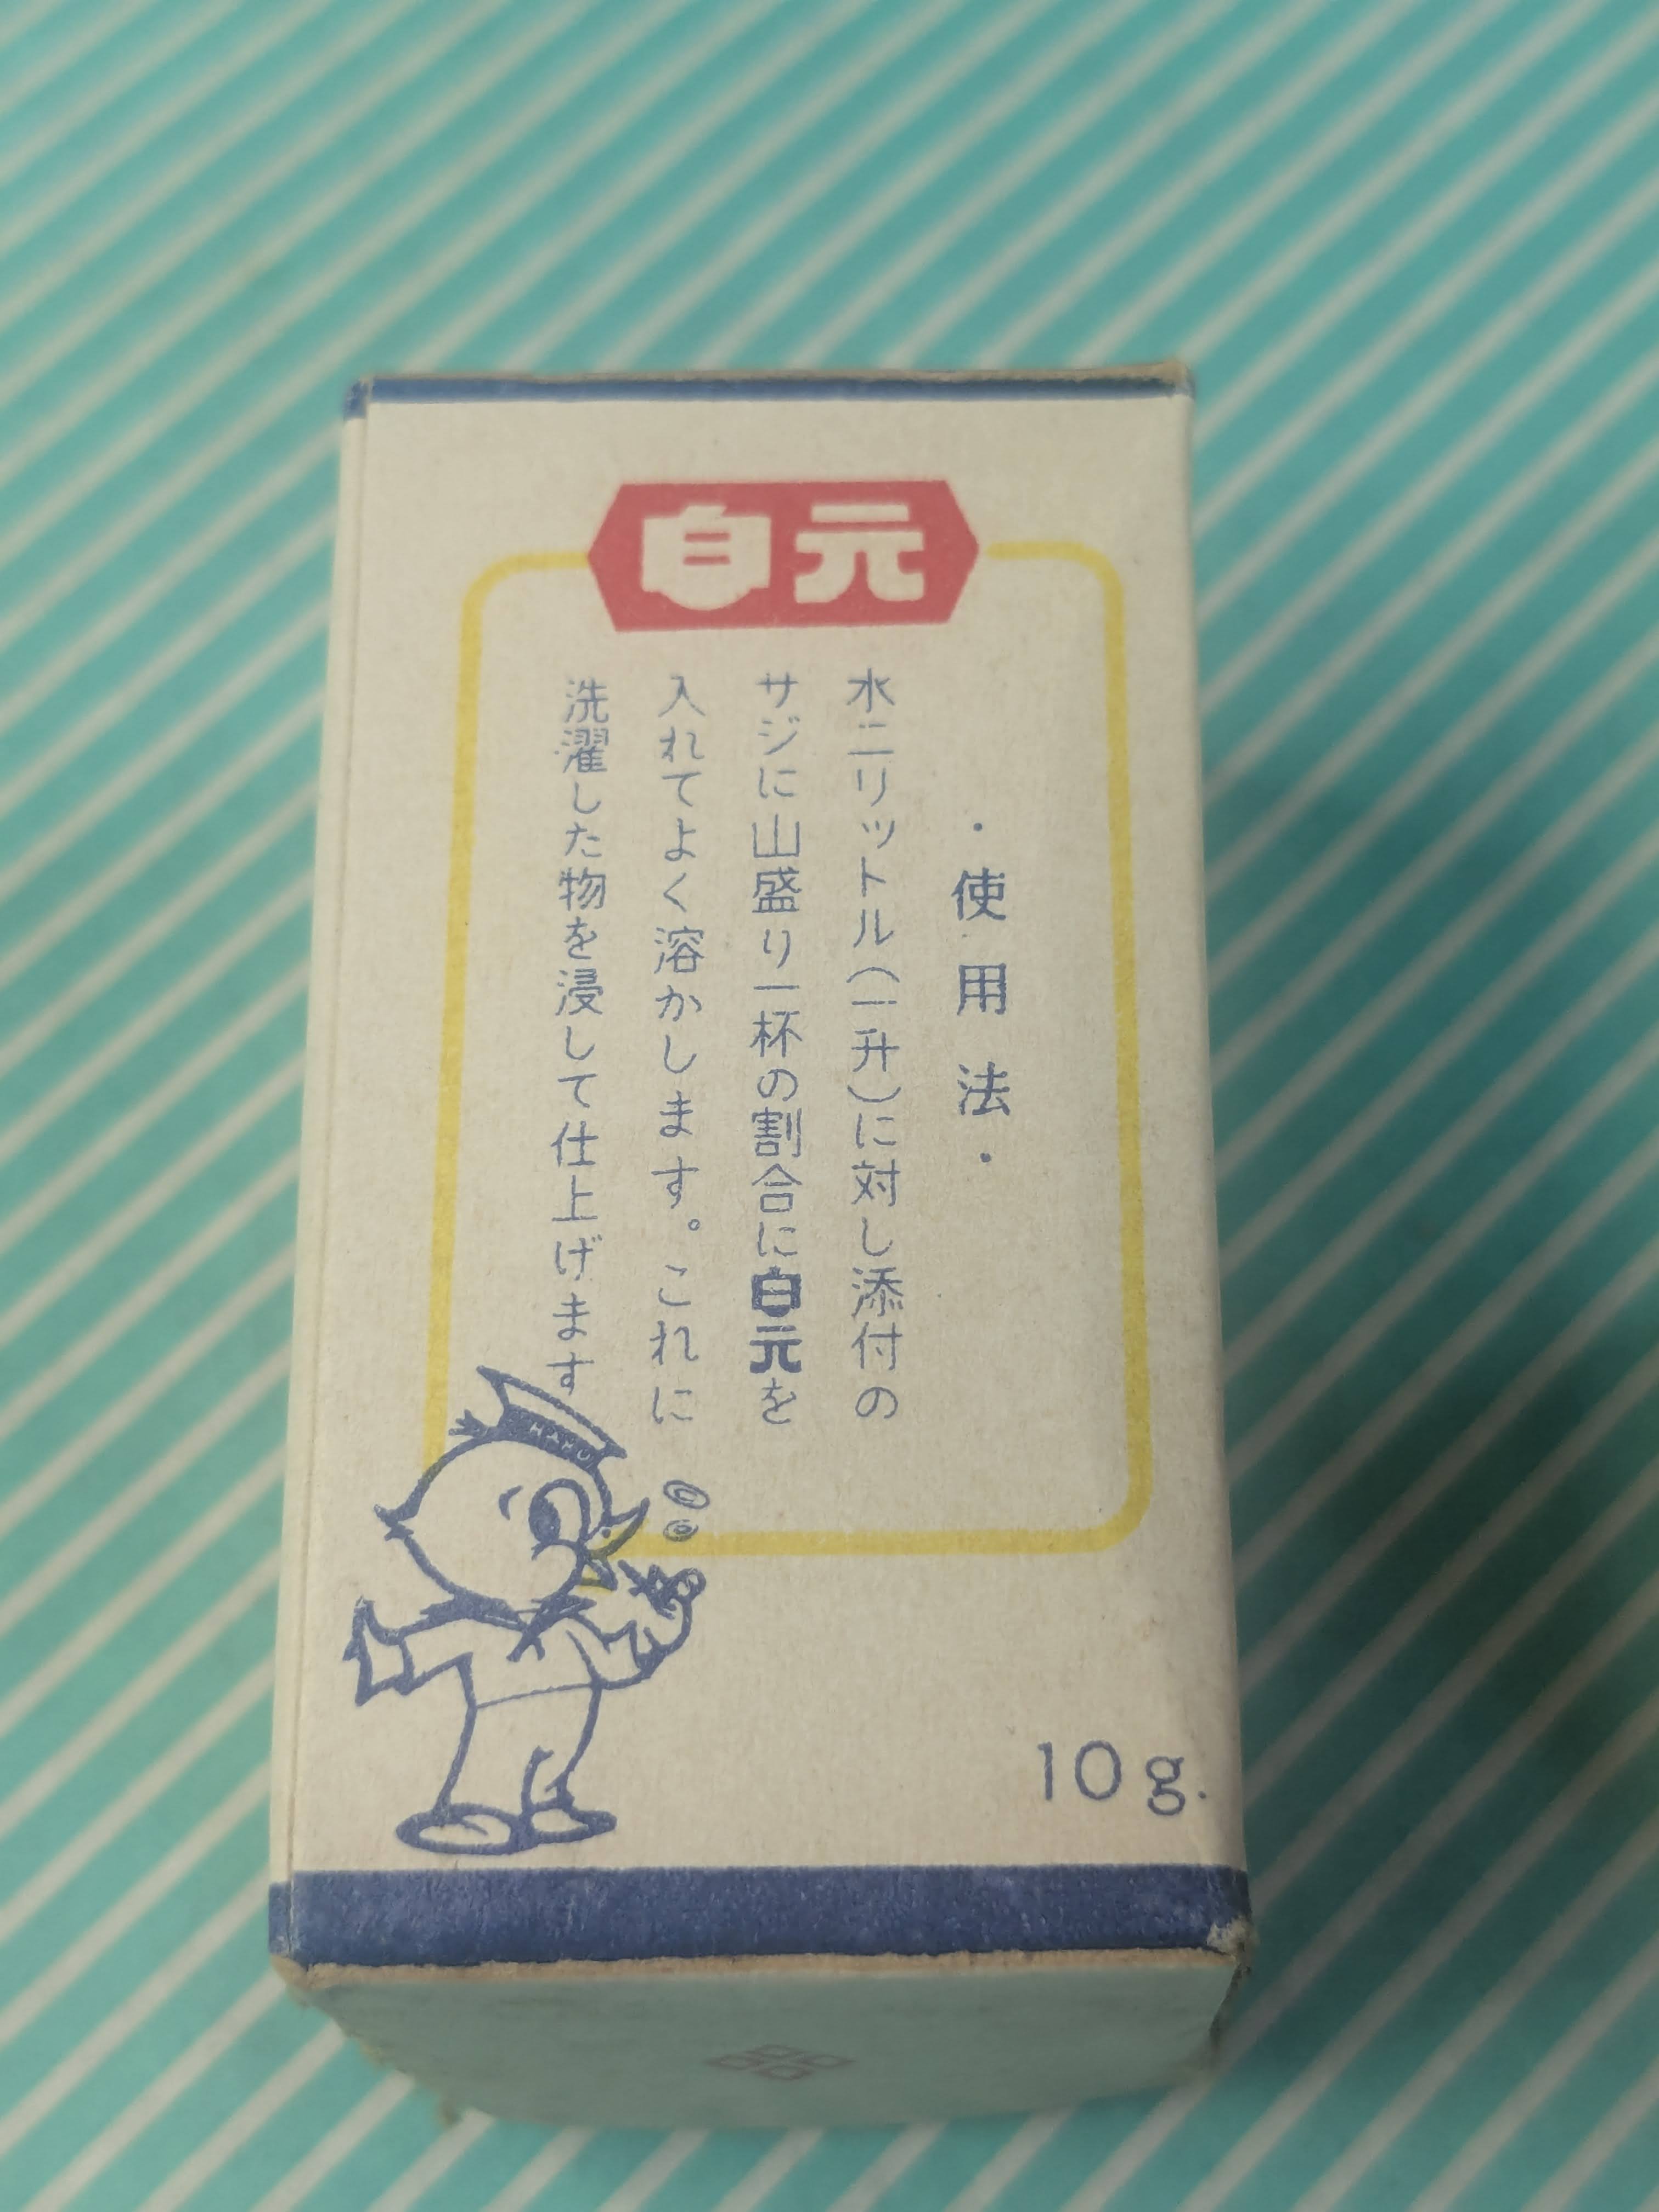 白元
・使用法・
水二リットル(一升)に対し添付の
サジに山盛り一杯の割合に白元を
入れてよく溶かします。これに
洗濯した物を浸して仕上げます
10g.